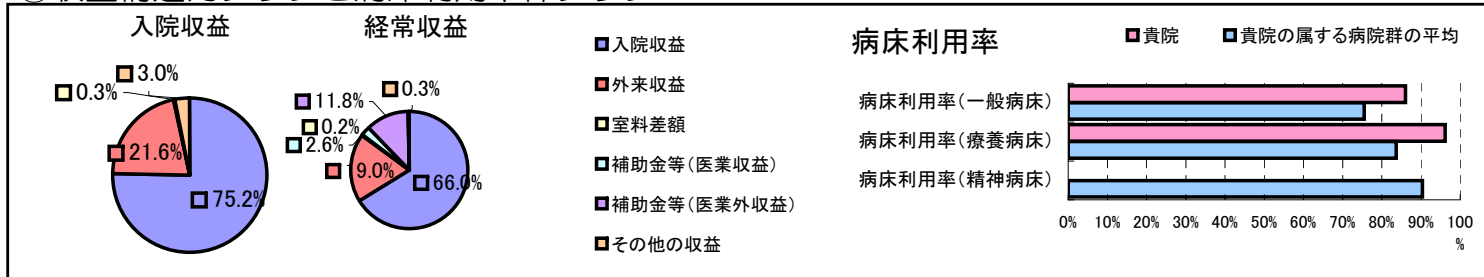 入院収益
3.0%
0.3%
21.6%
75.2%
経常収益
0.3%
11.8%
0.2%
2.6%
9.0%
66.0%
入院収益
外来収益
室料差額
補助金等(医業収益)
補助金等(医業外収益)
その他の収益
病床利用率
貴院 貴院の属する病院群の平均
病床利用率(一般病床)
病床利用率(療養病床)
病床利用率(精神病床)
0% 10% 20% 30% 40% 50% 60% 70% 80% 90% 100
%